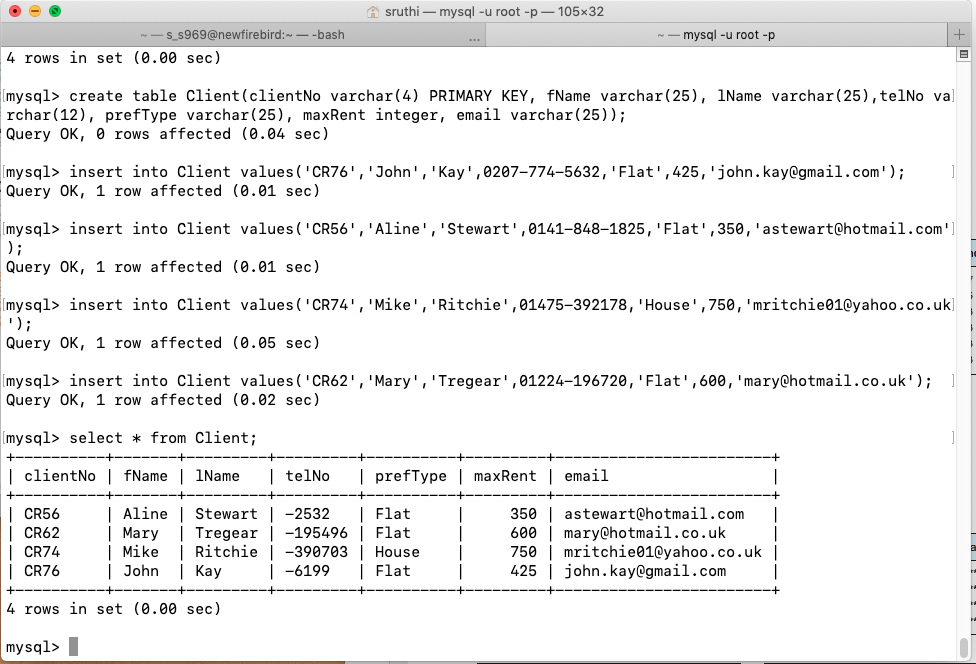 sruthi — mysql -u root -p — 105×32
~ — s_s969@newfirebird:~ — -bash ... ~ — mysql -u root -p +
4 rows in set (0.00 sec)
[mysql> create table Client(clientNo varchar(4) PRIMARY KEY, fName varchar(25), lName varchar(25),telNo va]
rchar(12), prefType varchar(25), maxRent integer, email varchar(25));
Query OK, 0 rows affected (0.04 sec)
[mysql> insert into Client values('CR76','John','Kay',0207-774-5632,'Flat',425,'john.kay@gmail.com'); ]
Query OK, 1 row affected (0.01 sec)
[mysql> insert into Client values('CR56','Aline','Stewart',0141-848-1825,'Flat',350,'astewart@hotmail.com']
);
Query OK, 1 row affected (0.01 sec)
[mysql> insert into Client values('CR74','Mike','Ritchie',01475-392178,'House',750,'mritchie01@yahoo.co.uk]
');
Query OK, 1 row affected (0.05 sec)
[mysql> insert into Client values('CR62','Mary','Tregear',01224-196720,'Flat',600,'mary@hotmail.co.uk'); ]
Query OK, 1 row affected (0.02 sec)
[mysql> select * from Client; ]
+----------+-------+---------+---------+----------+---------+------------------------+
| clientNo | fName | lName   | telNo   | prefType | maxRent | email                  |
+----------+-------+---------+---------+----------+---------+------------------------+
| CR56     | Aline | Stewart | -2532   | Flat     |     350 | astewart@hotmail.com   |
| CR62     | Mary  | Tregear | -195496 | Flat     |     600 | mary@hotmail.co.uk     |
| CR74     | Mike  | Ritchie | -390703 | House    |     750 | mritchie01@yahoo.co.uk |
| CR76     | John  | Kay     | -6199   | Flat     |     425 | john.kay@gmail.com     |
+----------+-------+---------+---------+----------+---------+------------------------+
4 rows in set (0.00 sec)
mysql>